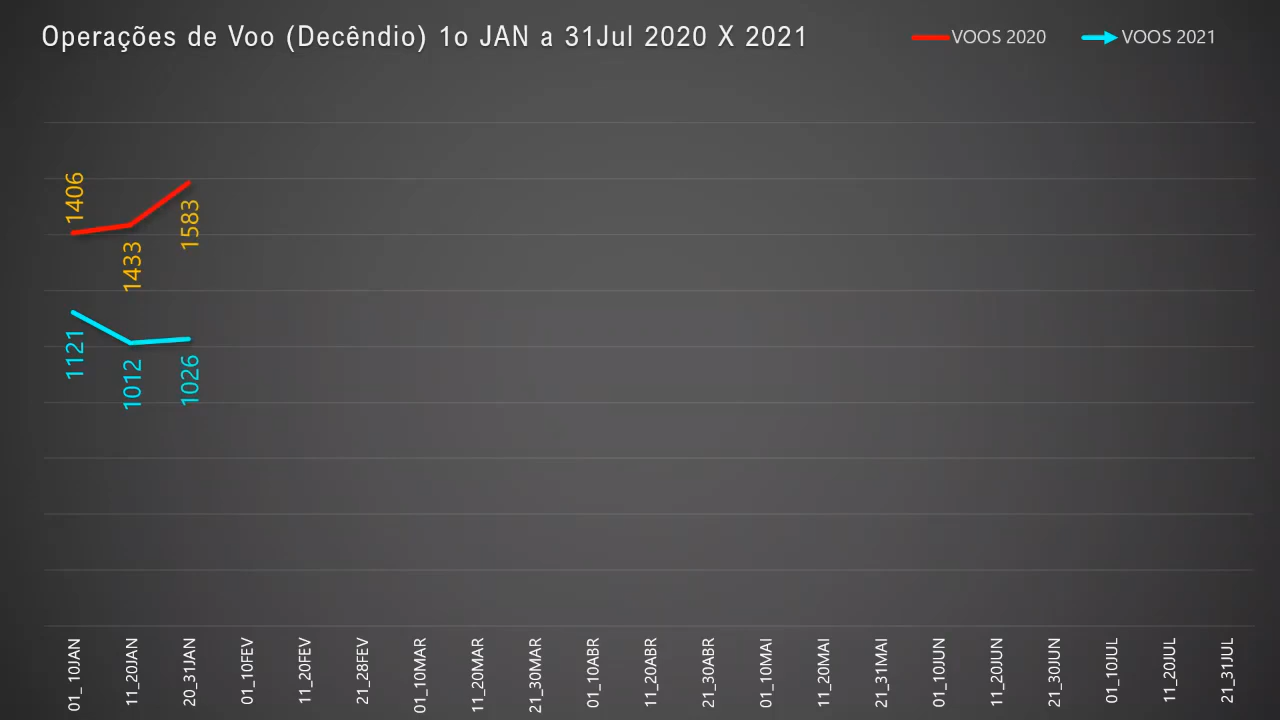 Operações de Voo (Decêndio) 1o JAN a 31Jul 2020 X 2021
VOOS 2020
VOOS 2021
1406
1433
1583
1121
1012
1026
01_ 10JAN
11_20JAN
20_31JAN
01_10FEV
11_20FEV
21_28FEV
01_10MAR
11_20MAR
21_30MAR
01_10ABR
11_20ABR
21_30ABR
01_10MAI
11_20MAI
21_31MAI
01_10JUN
11_20JUN
21_30JUN
01_10JUL
11_20JUL
21_31JUL